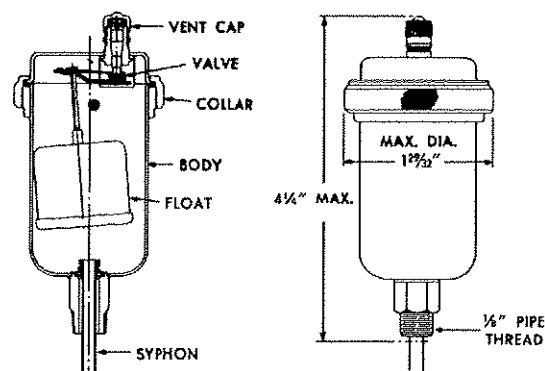 VENT CAP
VALVE
COLLAR
BODY
FLOAT
SYPHON
MAX. DIA.
1 29/32"
4 1/4" MAX.
1/8" PIPE
THREAD